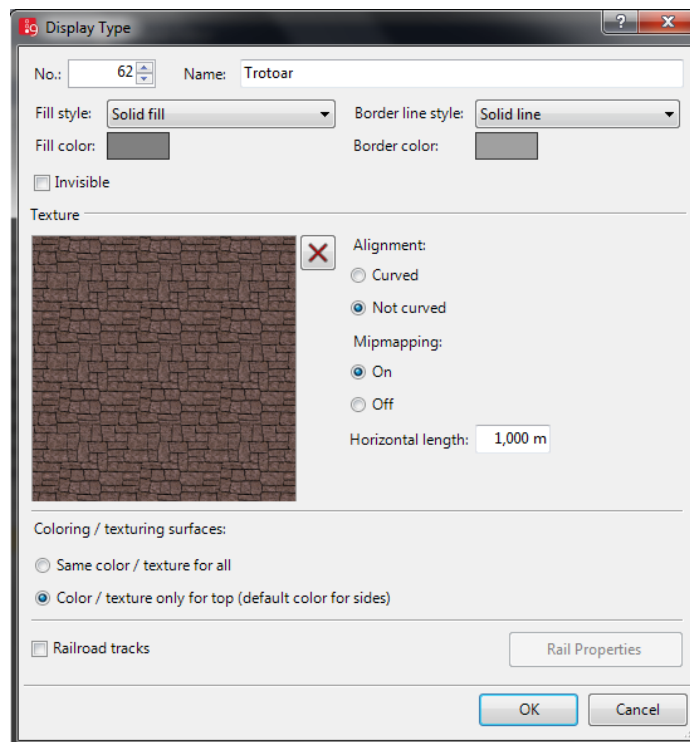 Display Type
No.: 62 Name: Trotoar
Fill style: Solid fill Border line style: Solid line
Fill color: Border color:
Invisible
Texture
Alignment:
Curved
Not curved
Mipmapping:
On
Off
Horizontal length: 1,000 m
Coloring / texturing surfaces:
Same color / texture for all
Color / texture only for top (default color for sides)
Railroad tracks Rail Properties
OK Cancel